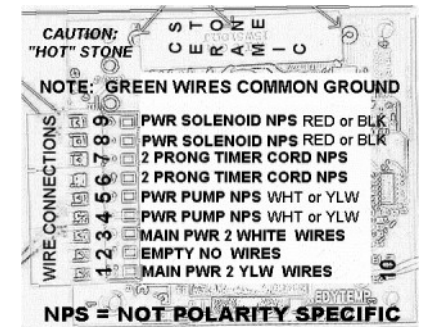 CAUTION:
"HOT" STONE
STONE
CERAMIC
NOTE: GREEN WIRES COMMON GROUND
WIRE CONNECTIONS
9 PWR SOLENOID NPS RED or BLK
8 PWR SOLENOID NPS RED or BLK
7 2 PRONG TIMER CORD NPS
6 2 PRONG TIMER CORD NPS
5 PWR PUMP NPS WHT or YLW
4 PWR PUMP NPS WHT or YLW
3 MAIN PWR 2 WHITE WIRES
2 EMPTY NO WIRES
1 MAIN PWR 2 YLW WIRES
10
EDYTEMP
NPS = NOT POLARITY SPECIFIC